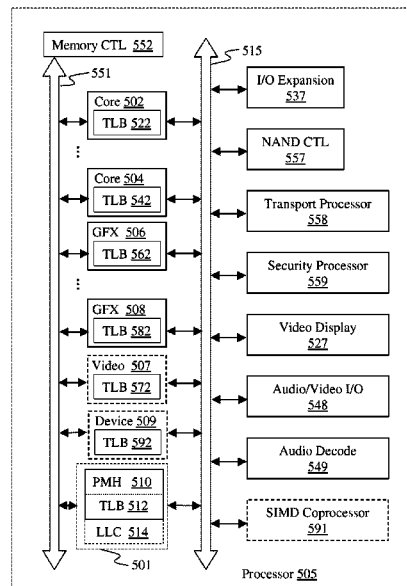 Memory CTL 552
551
515
Core 502
TLB 522
...
Core 504
TLB 542
GFX 506
TLB 562
...
GFX 508
TLB 582
Video 507
TLB 572
Device 509
TLB 592
PMH 510
TLB 512
LLC 514
501
I/O Expansion
537
NAND CTL
557
Transport Processor
558
Security Processor
559
Video Display
527
Audio/Video I/O
548
Audio Decode
549
SIMD Coprocessor
591
Processor 505